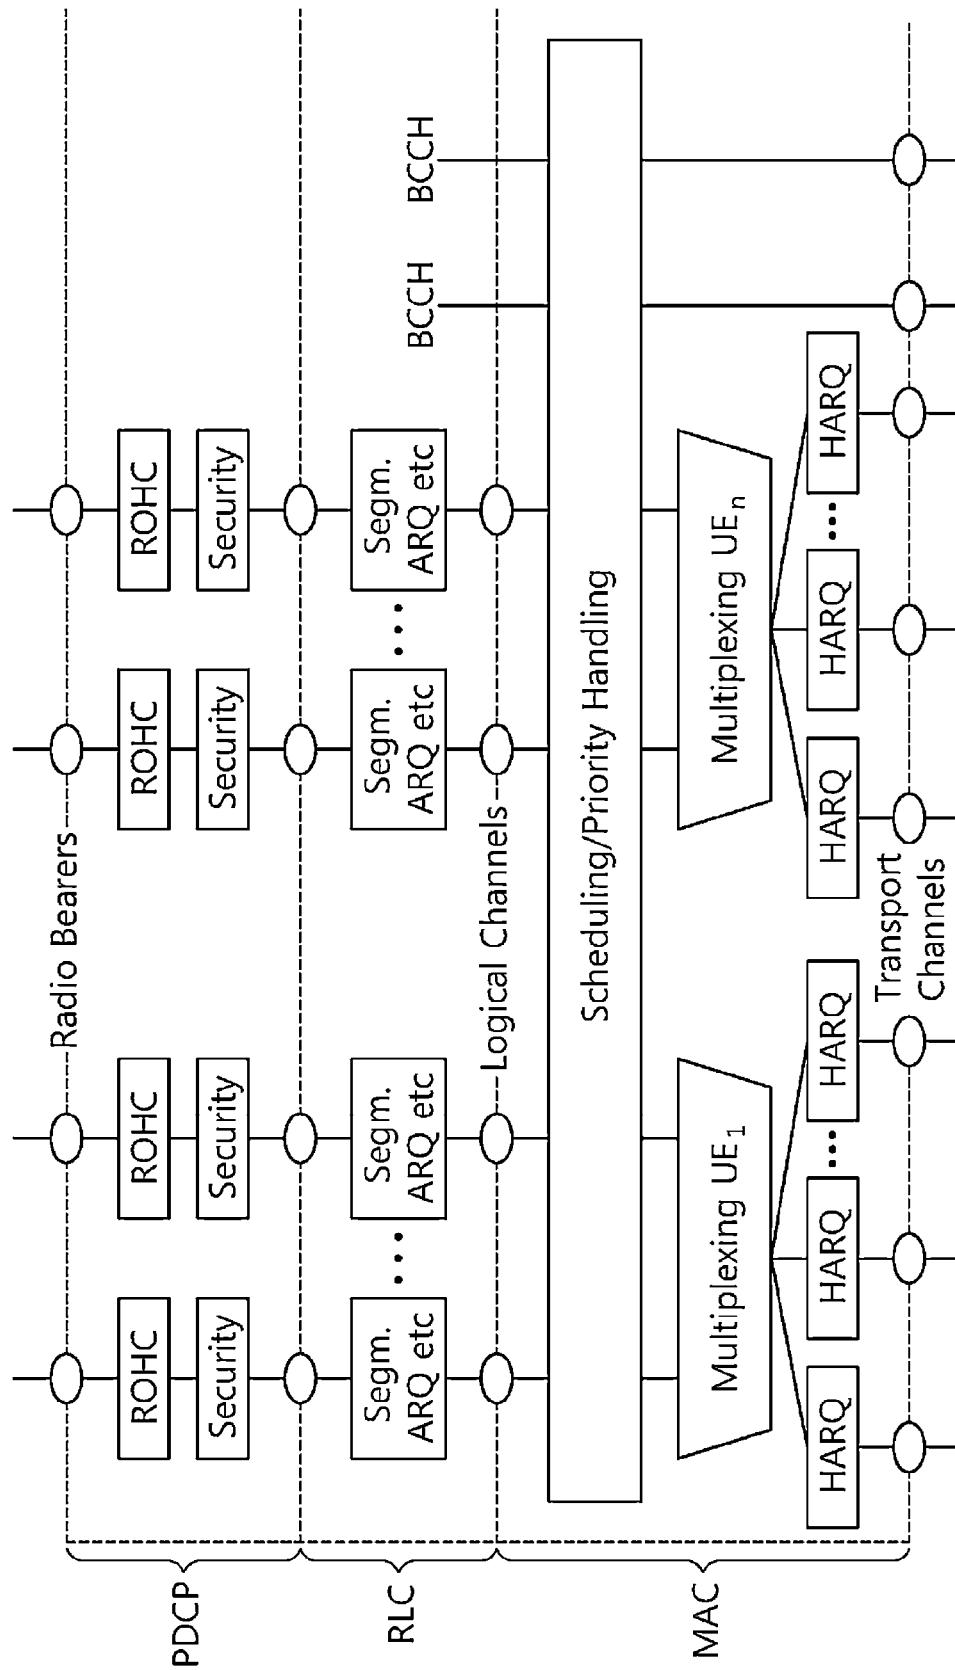 Radio Bearers
PDCP
ROHC
ROHC
ROHC
ROHC
Security
Security
Security
Security
RLC
Segm.
ARQ etc
Segm.
ARQ etc
Segm.
ARQ etc
Segm.
ARQ etc
BCCH
BCCH
Logical Channels
Scheduling/Priority Handling
MAC
Multiplexing UE1
Multiplexing UEn
HARQ
HARQ
HARQ
HARQ
HARQ
HARQ
Transport
Channels